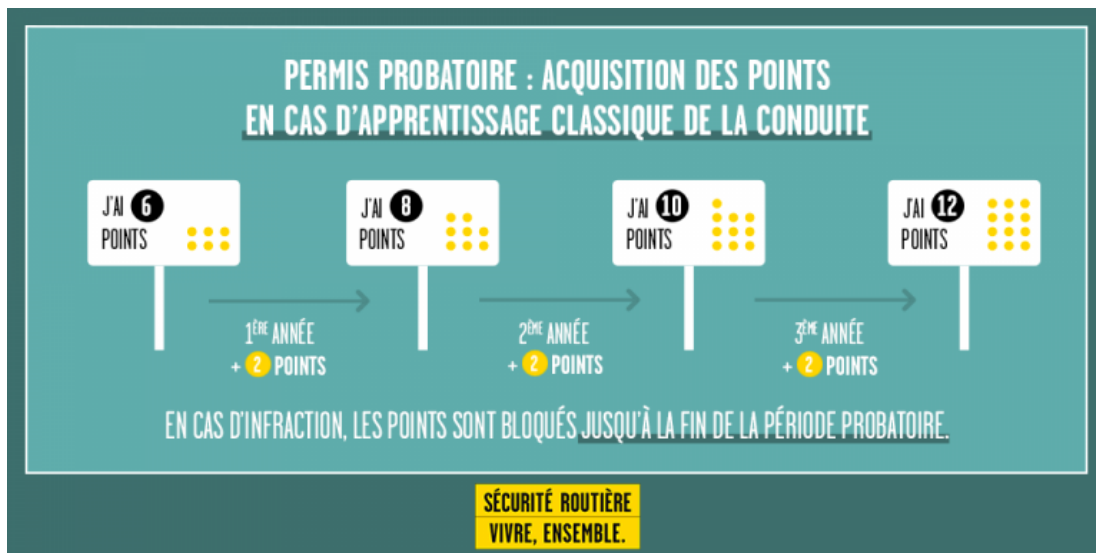 PERMIS PROBATOIRE : ACQUISITION DES POINTS
EN CAS D'APPRENTISSAGE CLASSIQUE DE LA CONDUITE
J'AI 6
POINTS
J'AI 8
POINTS
J'AI 10
POINTS
J'AI 12
POINTS
1ÈRE ANNÉE
+ 2 POINTS
2ÈME ANNÉE
+ 2 POINTS
3ÈME ANNÉE
+ 2 POINTS
EN CAS D'INFRACTION, LES POINTS SONT BLOQUÉS JUSQU'À LA FIN DE LA PÉRIODE PROBATOIRE.
SÉCURITÉ ROUTIÈRE
VIVRE, ENSEMBLE.